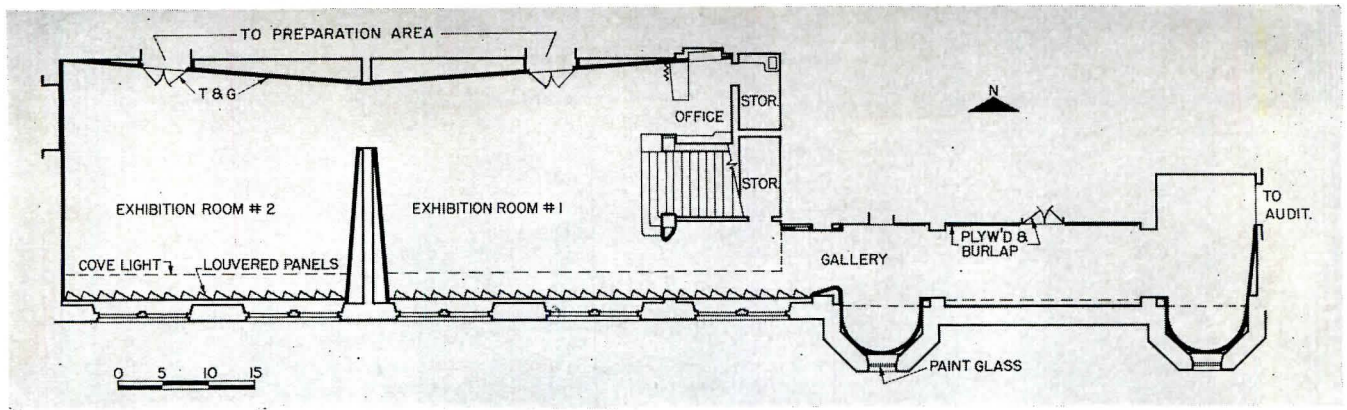 TO PREPARATION AREA
N
T & G
OFFICE
STOR.
STOR.
TO
AUDIT.
EXHIBITION ROOM # 2
EXHIBITION ROOM # 1
PLYW'D &
BURLAP
GALLERY
COVE LIGHT
LOUVERED PANELS
PAINT GLASS
0 5 10 15